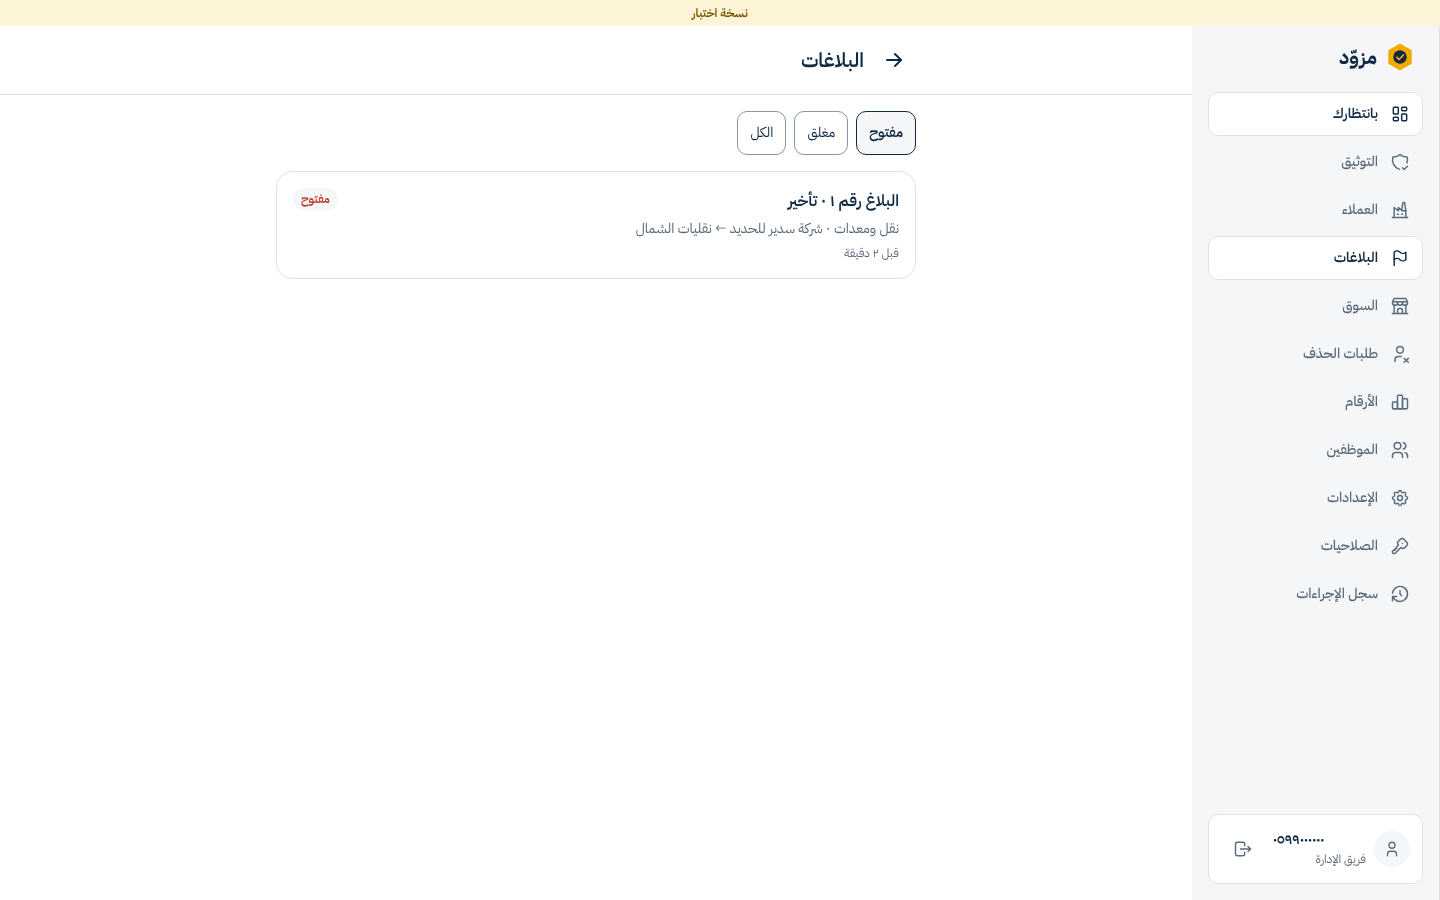 نسخة اختبار
مزوّد
بانتظارك
التوثيق
العملاء
البلاغات
السوق
طلبات الحذف
الأرقام
الموظفين
الإعدادات
الصلاحيات
سجل الإجراءات
٠٥٩٩٠٠٠٠٠٠
فريق الإدارة
→ البلاغات
مفتوح
مغلق
الكل
البلاغ رقم ١ · تأخير
مفتوح
نقل ومعدات · شركة سدير للحديد ← نقليات الشمال
قبل ٢ دقيقة